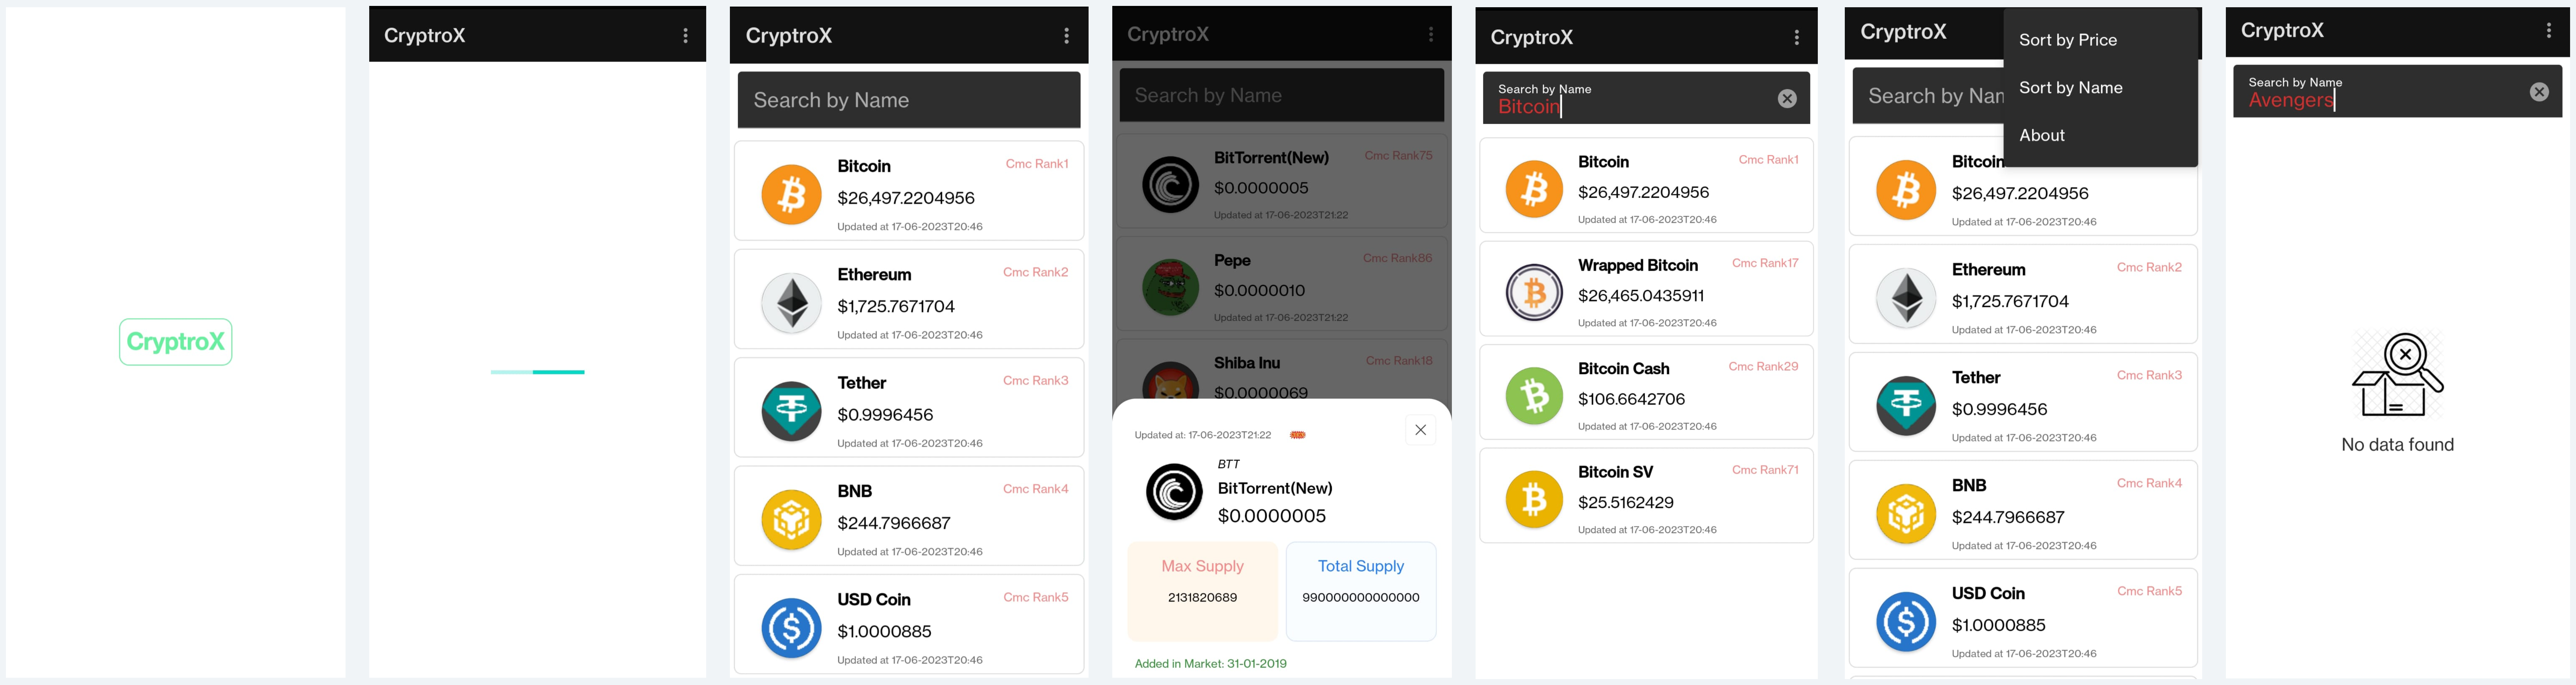 CryptroX
CryptroX
CryptroX
Search by Name
Bitcoin
Cmc Rank1
$26,497.2204956
Updated at 17-06-2023T20:46
Ethereum
Cmc Rank2
$1,725.7671704
Updated at 17-06-2023T20:46
Tether
Cmc Rank3
$0.9996456
Updated at 17-06-2023T20:46
BNB
Cmc Rank4
$244.7966687
Updated at 17-06-2023T20:46
USD Coin
Cmc Rank5
$1.0000885
Updated at 17-06-2023T20:46
CryptroX
Search by Name
BitTorrent(New)
Cmc Rank75
$0.0000005
Updated at 17-06-2023T21:22
Pepe
Cmc Rank86
$0.0000010
Updated at 17-06-2023T21:22
Shiba Inu
Cmc Rank18
$0.0000069
Updated at: 17-06-2023T21:22
BTT
BitTorrent(New)
$0.0000005
Max Supply
2131820689
Total Supply
990000000000000
Added in Market: 31-01-2019
CryptroX
Search by Name
Bitcoin
Bitcoin
Cmc Rank1
$26,497.2204956
Updated at 17-06-2023T20:46
Wrapped Bitcoin
Cmc Rank17
$26,465.0435911
Updated at 17-06-2023T20:46
Bitcoin Cash
Cmc Rank29
$106.6642706
Updated at 17-06-2023T20:46
Bitcoin SV
Cmc Rank71
$25.5162429
Updated at 17-06-2023T20:46
CryptroX
Sort by Price
Sort by Name
About
Search by Nam
Bitcoin
$26,497.2204956
Updated at 17-06-2023T20:46
Ethereum
Cmc Rank2
$1,725.7671704
Updated at 17-06-2023T20:46
Tether
Cmc Rank3
$0.9996456
Updated at 17-06-2023T20:46
BNB
Cmc Rank4
$244.7966687
Updated at 17-06-2023T20:46
USD Coin
Cmc Rank5
$1.0000885
Updated at 17-06-2023T20:46
CryptroX
Search by Name
Avengers
No data found